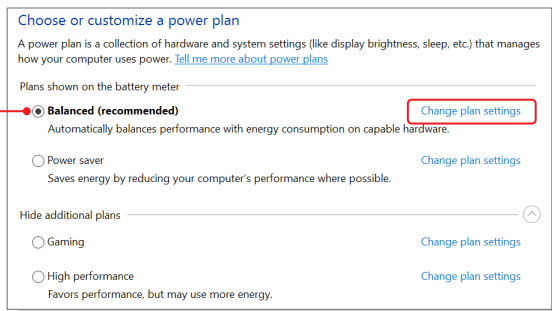 Choose or customize a power plan
A power plan is a collection of hardware and system settings (like display brightness, sleep, etc.) that manages
how your computer uses power. Tell me more about power plans
Plans shown on the battery meter
Balanced (recommended) Change plan settings
Automatically balances performance with energy consumption on capable hardware.
Power saver Change plan settings
Saves energy by reducing your computer's performance where possible.
Hide additional plans
Gaming Change plan settings
High performance Change plan settings
Favors performance, but may use more energy.